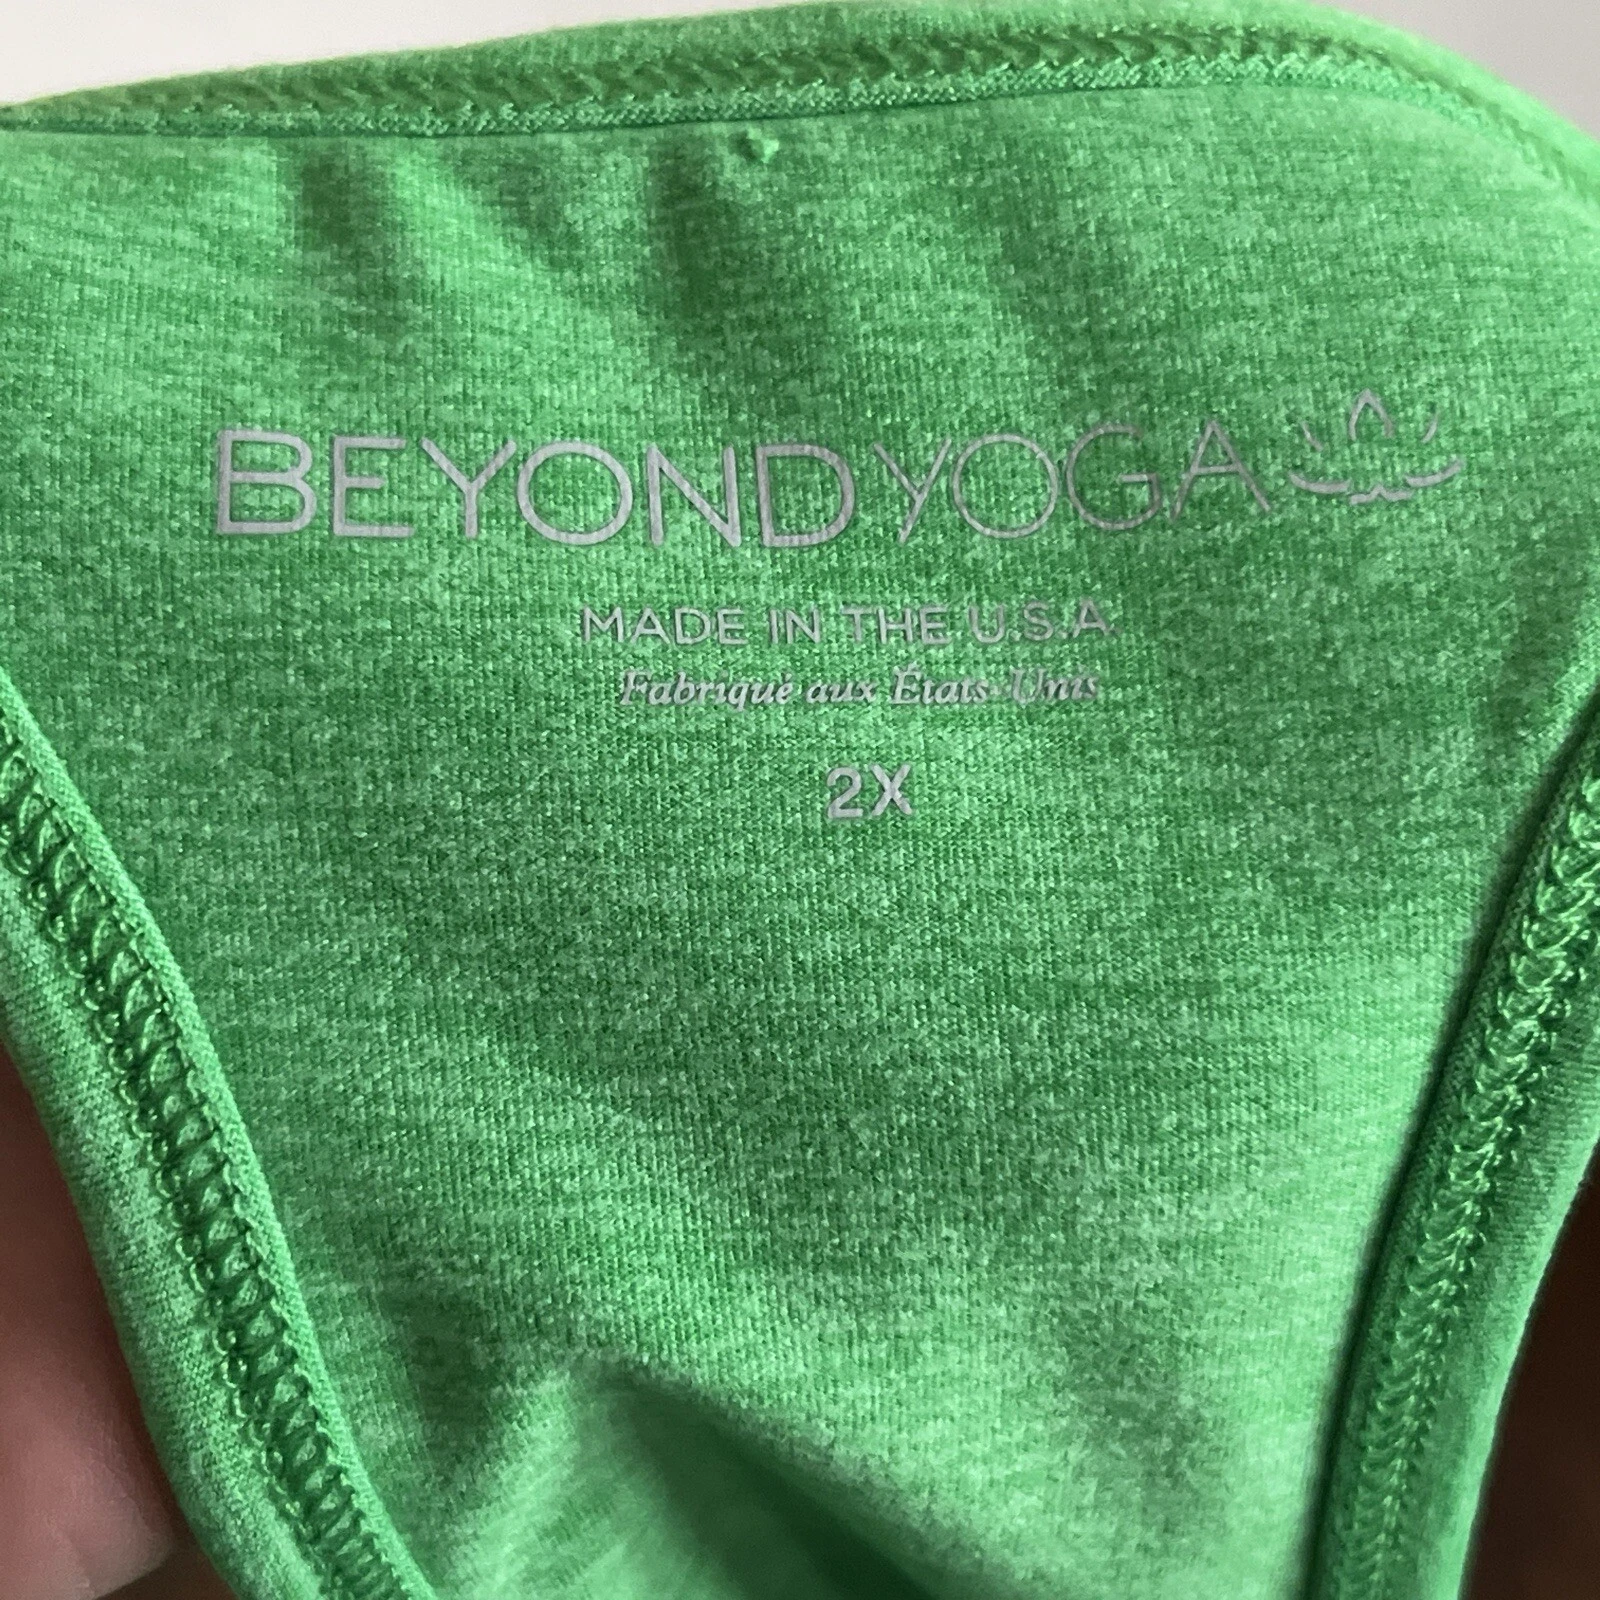 BEYOND YOGA
MADE IN THE U.S.A.
Fabriqué aux États-Unis
2X